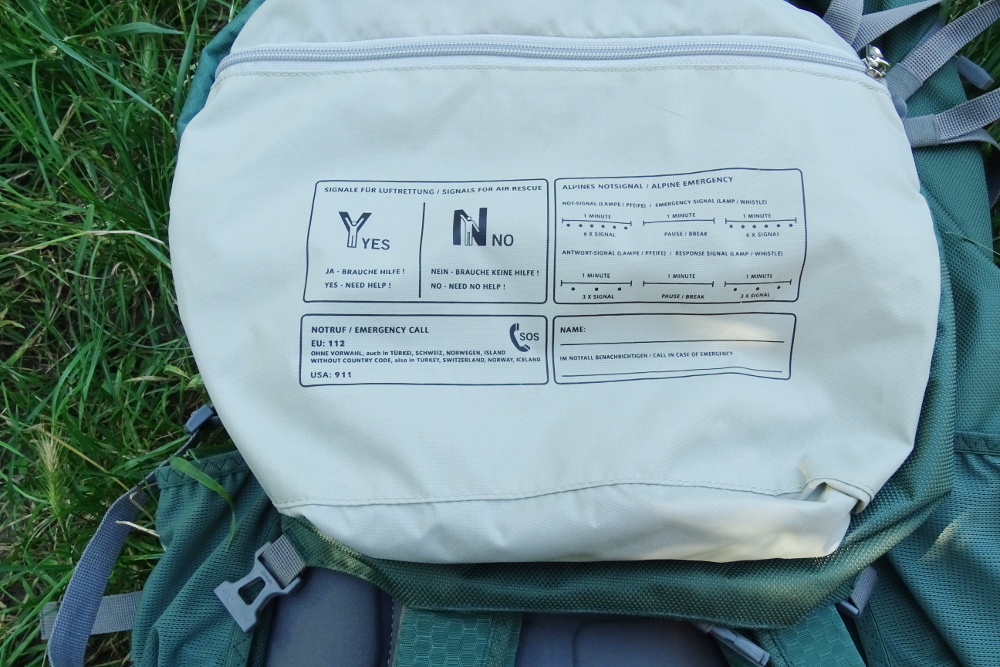 SIGNALE FÜR LUFTRETTUNG / SIGNALS FOR AIR RESCUE
Y YES
JA - BRAUCHE HILFE !
YES - NEED HELP !
N NO
NEIN - BRAUCHE KEINE HILFE !
NO - NEED NO HELP !
ALPINES NOTSIGNAL / ALPINE EMERGENCY
NOT-SIGNAL (LAMPE / PFEIFE) / EMERGENCY SIGNAL (LAMP / WHISTLE)
1 MINUTE 1 MINUTE 1 MINUTE
6 X SIGNAL PAUSE / BREAK 6 X SIGNAL
ANTWORT-SIGNAL (LAMPE / PFEIFE) / RESPONSE SIGNAL (LAMP / WHISTLE)
1 MINUTE 1 MINUTE 1 MINUTE
3 X SIGNAL PAUSE / BREAK 3 X SIGNAL
NOTRUF / EMERGENCY CALL
SOS
EU: 112
OHNE VORWAHL, auch in TÜRKEI, SCHWEIZ, NORWEGEN, ISLAND
WITHOUT COUNTRY CODE, also in TURKEY, SWITZERLAND, NORWAY, ICELAND
USA: 911
NAME:
IM NOTFALL BENACHRICHTIGEN / CALL IN CASE OF EMERGENCY